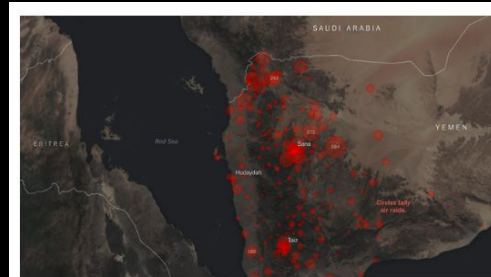 SAUDI ARABIA
YEMEN
ERITREA
Red Sea
Sana
Hudaydah
Circles tally
air raids.
Taiz